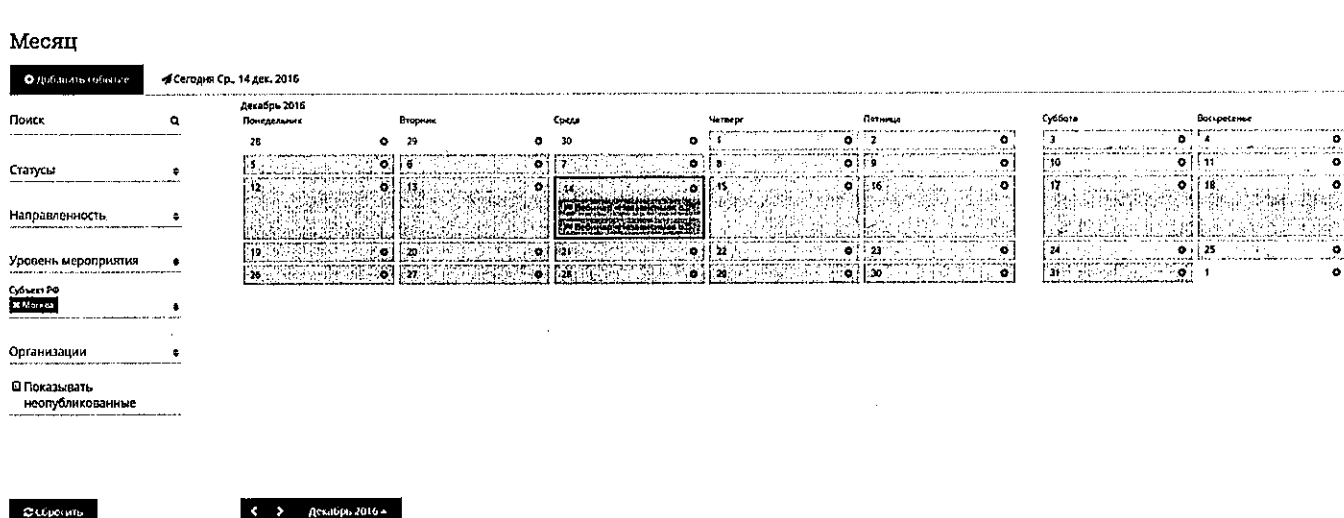 Месяц
Добавить событие
Сегодня Ср., 14 дек. 2016
Поиск
Статусы
Направленность
Уровень мероприятия
Субъект РФ
Москва
Организации
Показывать
неопубликованные
Сбросить
Декабрь 2016
Понедельник Вторник Среда Четверг Пятница Суббота Воскресенье
28 29 30 1 2 3 4
5 6 7 8 9 10 11
12 13 14 15 16 17 18
Вебинар
Вебинар
19 20 21 22 23 24 25
26 27 28 29 30 31 1
Декабрь 2016